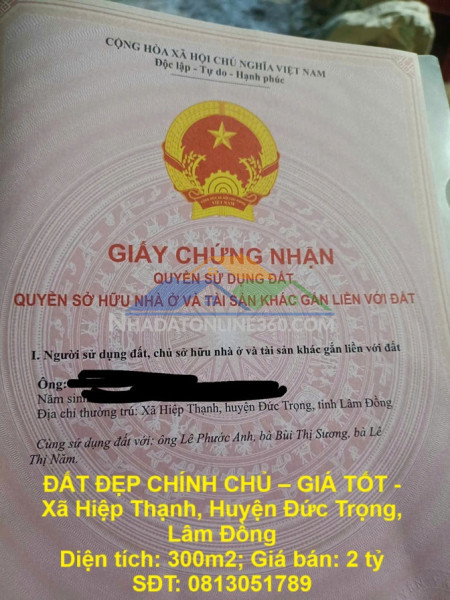 CỘNG HÒA XÃ HỘI CHỦ NGHĨA VIỆT NAM
Độc lập - Tự do - Hạnh phúc
VIỆT NAM
GIẤY CHỨNG NHẬN
QUYỀN SỬ DỤNG ĐẤT
QUYỀN SỞ HỮU NHÀ Ở VÀ TÀI SẢN KHÁC GẮN LIỀN VỚI ĐẤT
NHADATONLINE360.COM
I. Người sử dụng đất, chủ sở hữu nhà ở và tài sản khác gắn liền với đất
Ông:
Năm sinh
Địa chỉ thường trú: Xã Hiệp Thạnh, huyện Đức Trọng, tỉnh Lâm Đồng
Cùng sử dụng đất với: ông Lê Phước Anh, bà Bùi Thị Sương, bà Lê
Thị Năm.
ĐẤT ĐẸP CHÍNH CHỦ – GIÁ TỐT -
Xã Hiệp Thạnh, Huyện Đức Trọng,
Lâm Đồng
Diện tích: 300m2; Giá bán: 2 tỷ
SĐT: 0813051789